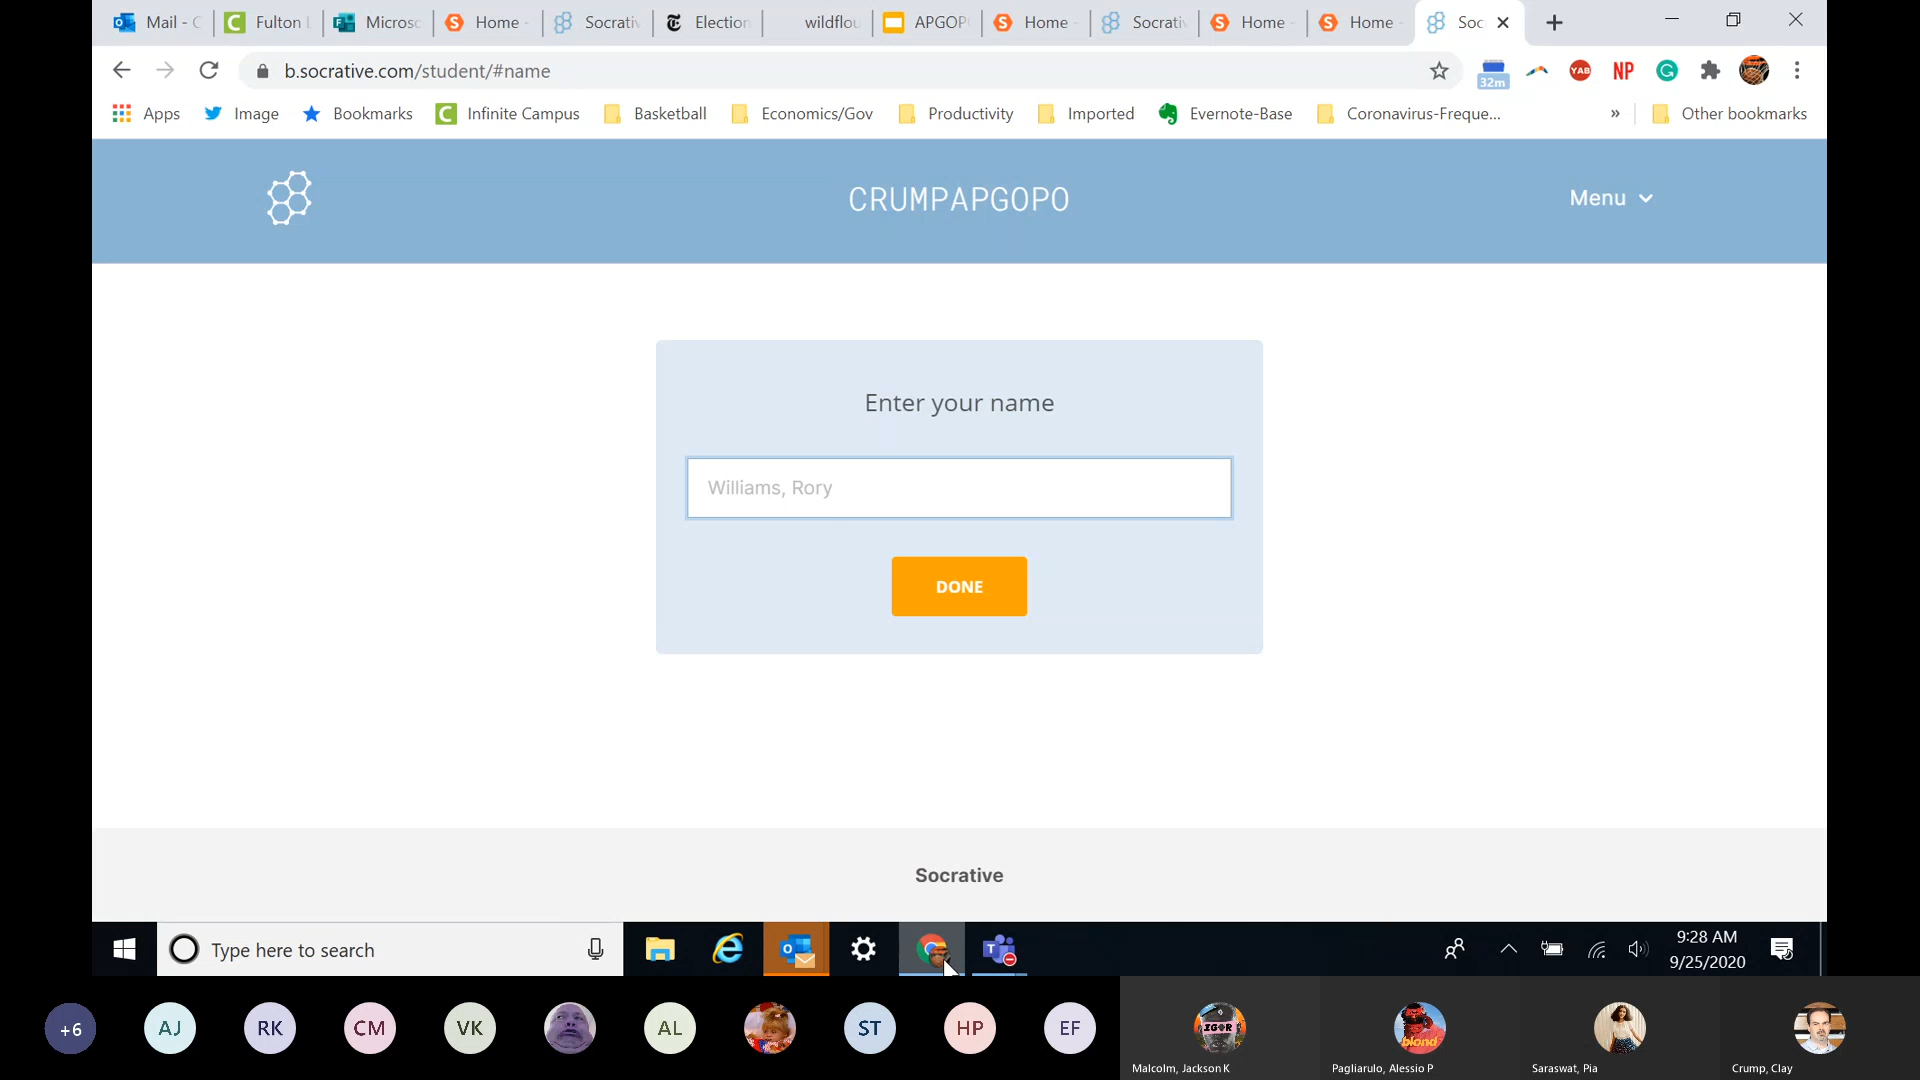 Mail - C
Fulton
Microsc
Home -
Socrativ
Election
wildflou
APGOP
Home -
Socrativ
Home -
Home -
Soc
b.socrative.com/student/#name
32m
YAB
NP
Apps
Image
Bookmarks
Infinite Campus
Basketball
Economics/Gov
Productivity
Imported
Evernote-Base
Coronavirus-Freque...
»
Other bookmarks
CRUMPAPGOPO
Menu
Enter your name
Williams, Rory
DONE
Socrative
Type here to search
9:28 AM
9/25/2020
+6
AJ
RK
CM
VK
AL
ST
HP
EF
IGOR
blond
Malcolm, Jackson K
Pagliarulo, Alessio P
Saraswat, Pia
Crump, Clay